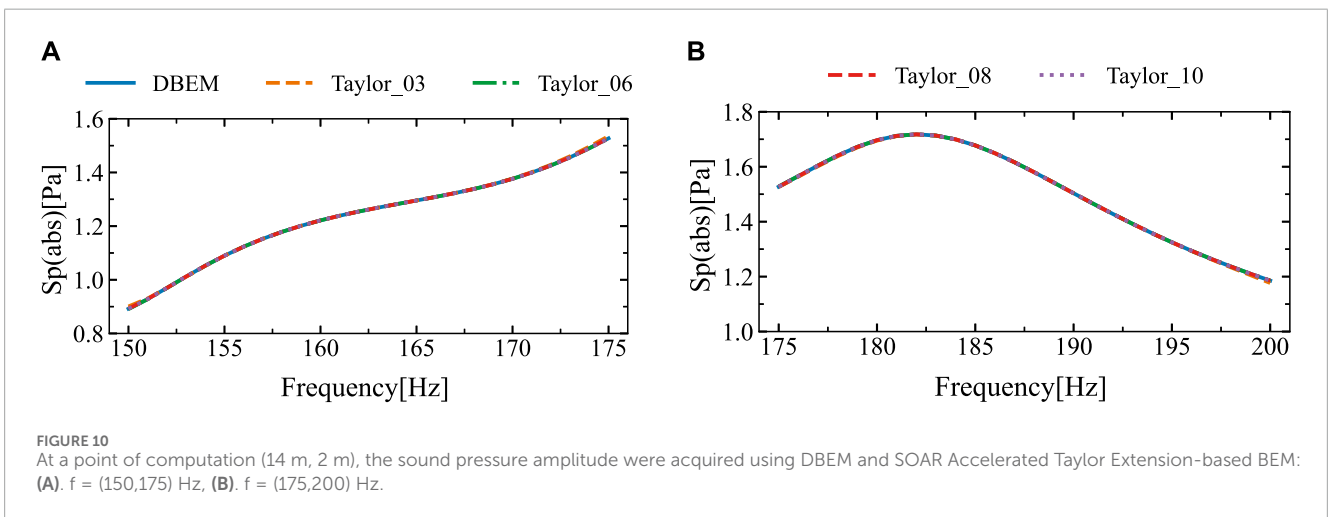 A
B
DBEM Taylor_03 Taylor_06
Taylor_08 Taylor_10
Sp(abs)[Pa]
1.6
1.4
1.2
1.0
0.8
150 155 160 165 170 175
Frequency[Hz]
Sp(abs)[Pa]
1.8
1.6
1.4
1.2
1.0
175 180 185 190 195 200
Frequency[Hz]
FIGURE 10
At a point of computation (14 m, 2 m), the sound pressure amplitude were acquired using DBEM and SOAR Accelerated Taylor Extension-based BEM:
(A). f = (150,175) Hz, (B). f = (175,200) Hz.